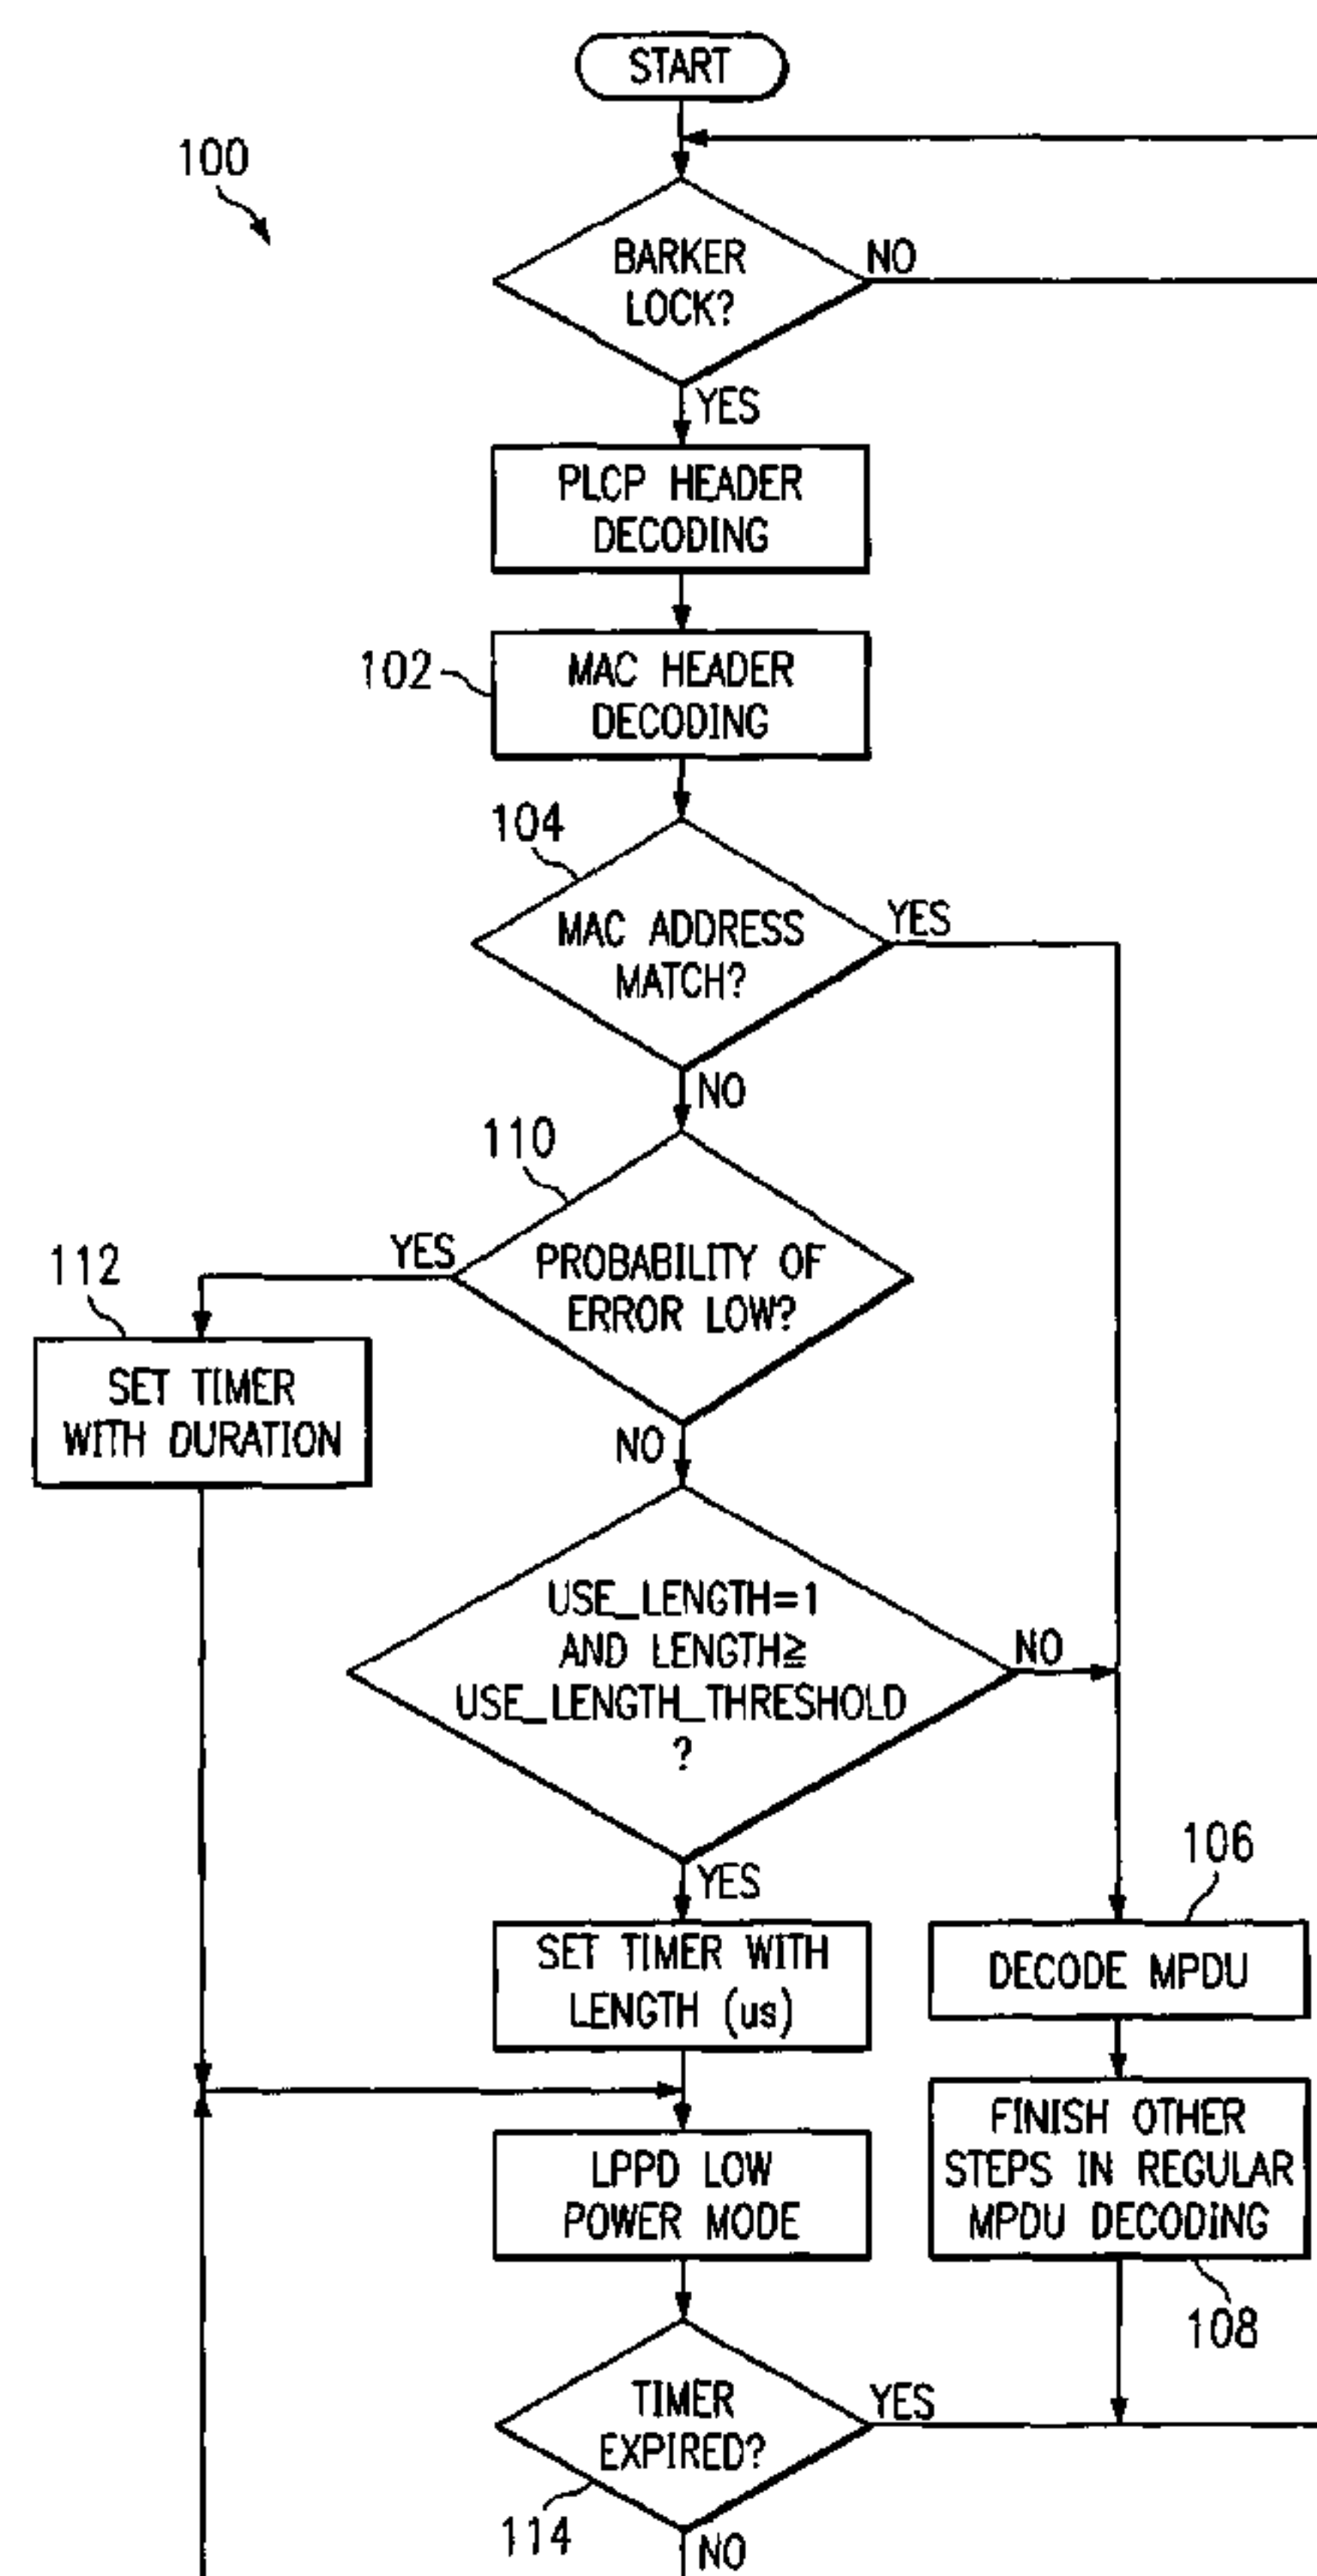 START
100
BARKER
LOCK?
NO
YES
PLCP HEADER
DECODING
102
MAC HEADER
DECODING
104
MAC ADDRESS
MATCH?
YES
NO
110
PROBABILITY OF
ERROR LOW?
YES
112
SET TIMER
WITH DURATION
NO
USE_LENGTH=1
AND LENGTH≧
USE_LENGTH_THRESHOLD
?
NO
YES
106
SET TIMER WITH
LENGTH (us)
DECODE MPDU
LPPD LOW
POWER MODE
FINISH OTHER
STEPS IN REGULAR
MPDU DECODING
108
TIMER
EXPIRED?
YES
114
NO